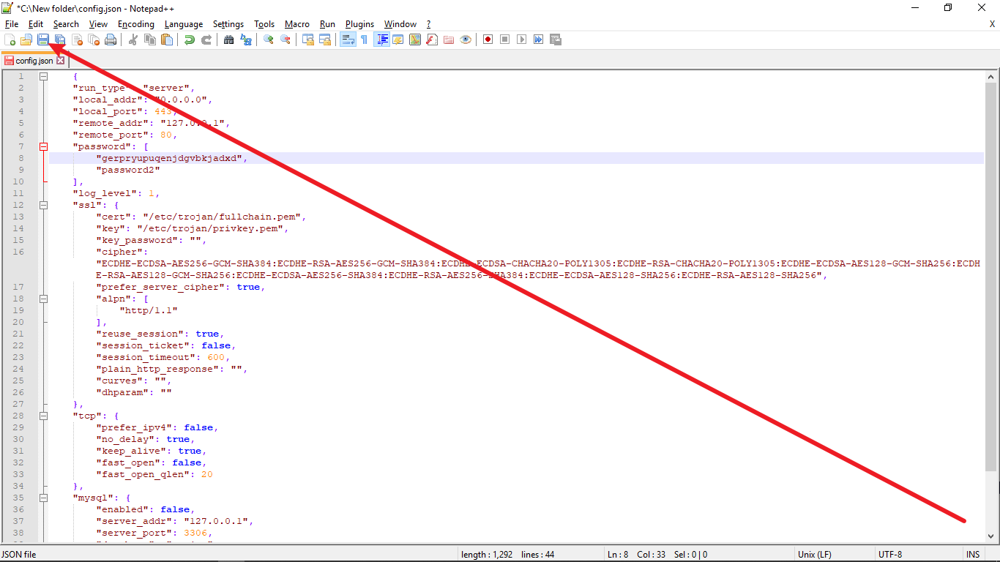 *C:\New folder\config.json - Notepad++
File Edit Search View Encoding Language Settings Tools Macro Run Plugins Window ? X
config.json
1 {
2 "run_type": "server",
3 "local_addr": "0.0.0.0",
4 "local_port": 443,
5 "remote_addr": "127.0.0.1",
6 "remote_port": 80,
7 "password": [
8 "gerpryupuqenjdgvbkjadxd",
9 "password2"
10 ],
11 "log_level": 1,
12 "ssl": {
13 "cert": "/etc/trojan/fullchain.pem",
14 "key": "/etc/trojan/privkey.pem",
15 "key_password": "",
16 "cipher":
"ECDHE-ECDSA-AES256-GCM-SHA384:ECDHE-RSA-AES256-GCM-SHA384:ECDHE-ECDSA-CHACHA20-POLY1305:ECDHE-RSA-CHACHA20-POLY1305:ECDHE-ECDSA-AES128-GCM-SHA256:ECDH
E-RSA-AES128-GCM-SHA256:ECDHE-ECDSA-AES256-SHA384:ECDHE-RSA-AES256-SHA384:ECDHE-ECDSA-AES128-SHA256:ECDHE-RSA-AES128-SHA256",
17 "prefer_server_cipher": true,
18 "alpn": [
19 "http/1.1"
20 ],
21 "reuse_session": true,
22 "session_ticket": false,
23 "session_timeout": 600,
24 "plain_http_response": "",
25 "curves": "",
26 "dhparam": ""
27 },
28 "tcp": {
29 "prefer_ipv4": false,
30 "no_delay": true,
31 "keep_alive": true,
32 "fast_open": false,
33 "fast_open_qlen": 20
34 },
35 "mysql": {
36 "enabled": false,
37 "server_addr": "127.0.0.1",
38 "server_port": 3306,
JSON file length : 1,292 lines : 44 Ln : 8 Col : 33 Sel : 0 | 0 Unix (LF) UTF-8 INS